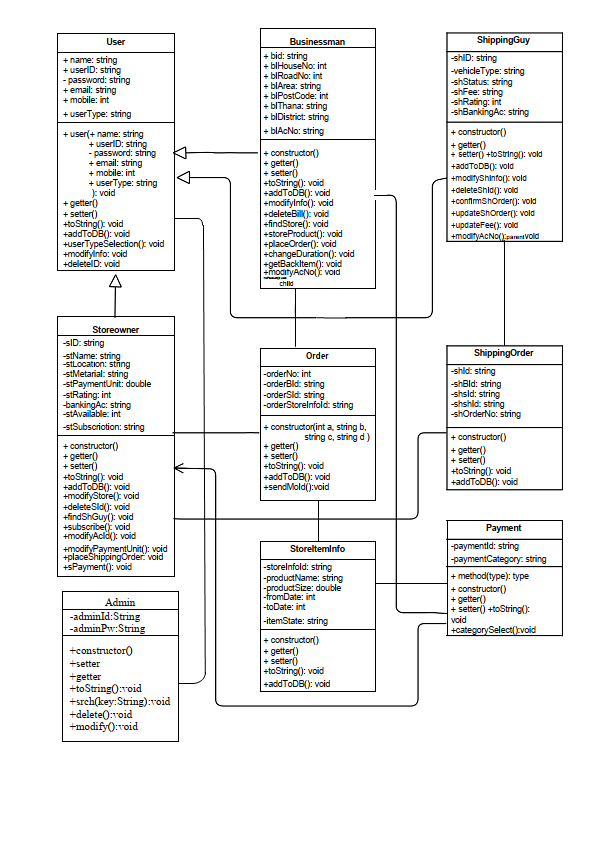 User
+ name: string
+ userID: string
- password: string
+ email: string
+ mobile: int
+ userType: string
+ user(+ name: string
+ userID: string
- password: string
+ email: string
+ mobile: int
+ userType: string
): void
+ getter()
+ setter()
+toString(): void
+addToDB(): void
+userTypeSelection(): void
+modifyInfo: void
+deleteID: void
Businessman
+ bid: string
+ blHouseNo: int
+ blRoadNo: int
+ blArea: string
+ blPostCode: int
+ blThana: string
+ blDistrict: string
+ blAcNo: string
+ constructor()
+ getter()
+ setter()
+toString(): void
+addToDB(): void
+modifyInfo(): void
+deleteBill(): void
+findStore(): void
+storeProduct(): void
+placeOrder(): void
+changeDuration(): void
+getBackItem(): void
+modifyAcNo(): void
child
ShippingGuy
-shID: string
-vehicleType: string
-shStatus: string
-shFee: string
-shRating: int
-shBankingAc: string
+ constructor()
+ getter()
+ setter() +toString(): void
+addToDB(): void
+modifyShInfo(): void
+deleteShId(): void
+confirmShOrder(): void
+updateShOrder(): void
+updateFee(): void
+modifyAcNo():parentvoid
Storeowner
-sID: string
-stName: string
-stLocation: string
-stMetarial: string
-stPaymentUnit: double
-stRating: int
-bankingAc: string
-stAvailable: int
-stSubscriotion: string
+ constructor()
+ getter()
+ setter()
+toString(): void
+addToDB(): void
+modifyStore(): void
+deleteSId(): void
+findShGuy(): void
+subscribe(): void
+modifyAcId(): void
+modifyPaymentUnit(): void
+placeShippingOrder: void
+sPayment(): void
Order
-orderNo: int
-orderBId: string
-orderSId: string
-orderStoreInfoId: string
+ constructor(int a, string b,
string c, string d )
+ getter()
+ setter()
+toString(): void
+addToDB(): void
+sendMoId():void
ShippingOrder
-shId: string
-shBId: string
-shsId: string
-shshId: string
-shOrderNo: string
+ constructor()
+ getter()
+ setter()
+toString(): void
+addToDB(): void
StoreItemInfo
-storeInfoId: string
-productName: string
-productSize: double
-fromDate: int
-toDate: int
-itemState: string
+ constructor()
+ getter()
+ setter()
+toString(): void
+addToDB(): void
Payment
-paymentId: string
-paymentCategory: string
+ method(type): type
+ constructor()
+ getter()
+ setter() +toString():
void
+categorySelect():void
Admin
-adminId:String
-adminPw:String
+constructor()
+setter
+getter
+toString():void
+srch(key:String):void
+delete():void
+modify():void